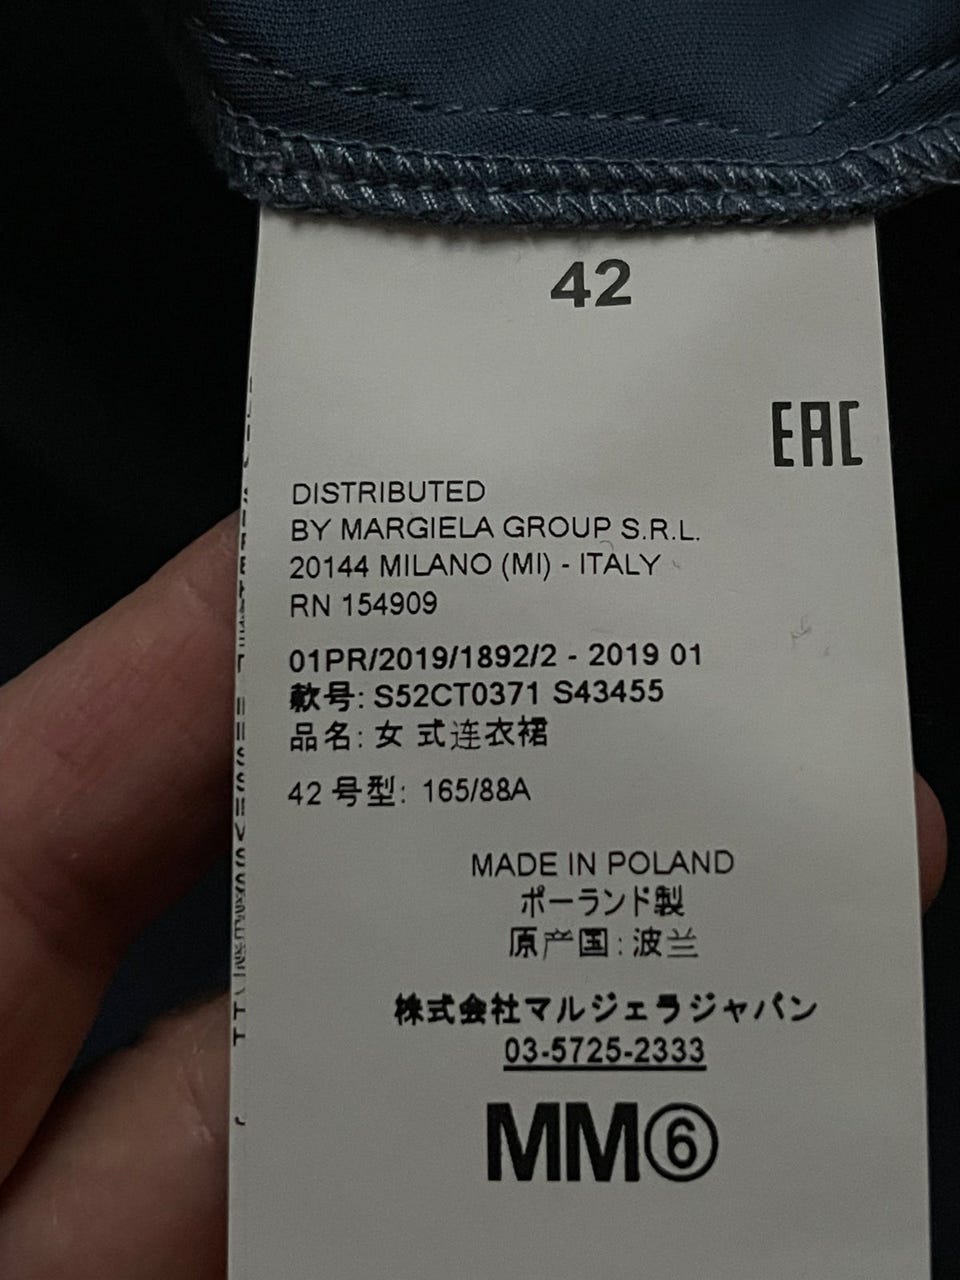 42
EAC
DISTRIBUTED
BY MARGIELA GROUP S.R.L.
20144 MILANO (MI) - ITALY
RN 154909
01PR/2019/1892/2 - 2019 01
款号: S52CT0371 S43455
品名: 女 式连衣裙
42 号型: 165/88A
MADE IN POLAND
ポーランド製
原产国: 波兰
株式会社マルジェラジャパン
03-5725-2333
MM⑥